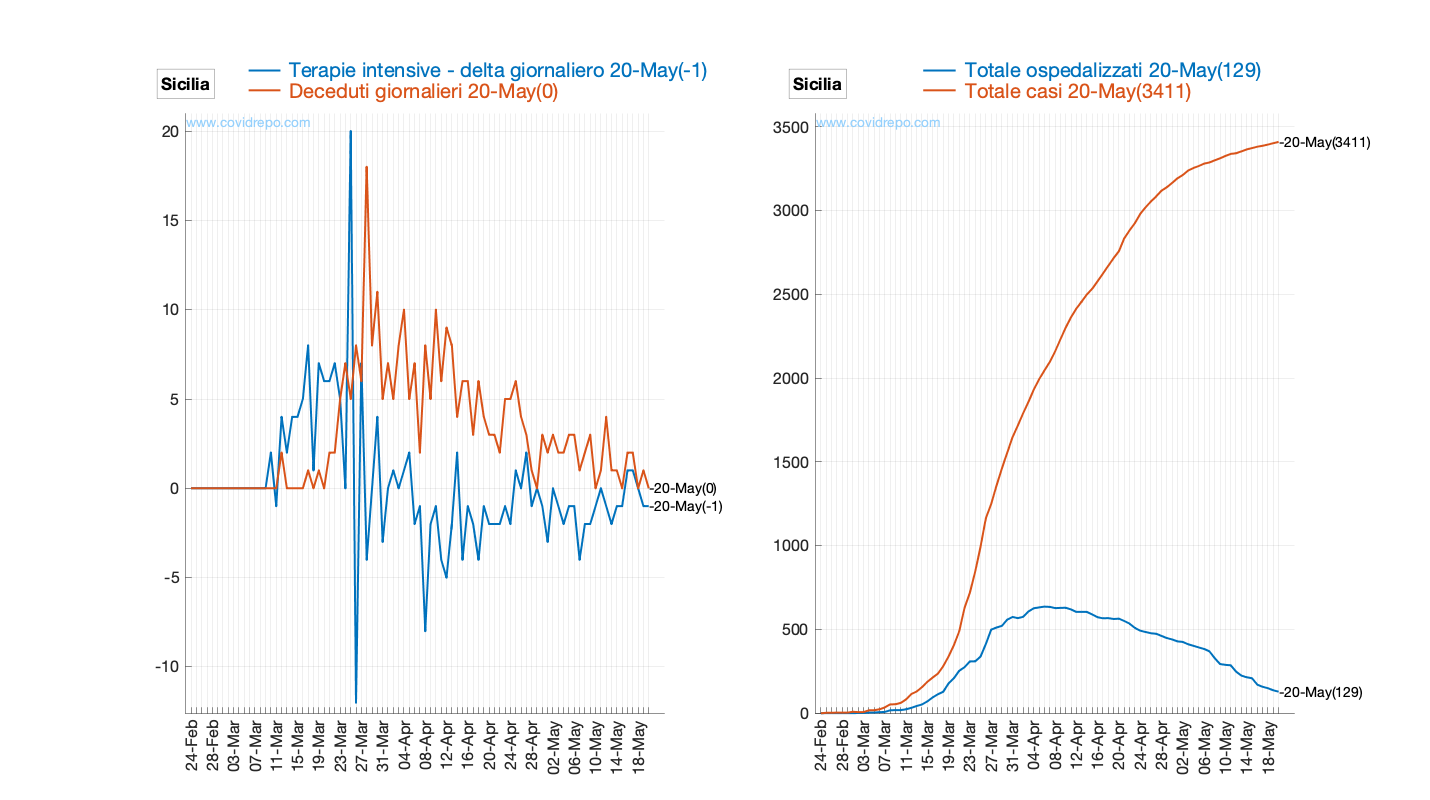 Sicilia
Terapie intensive - delta giornaliero 20-May(-1)
Deceduti giornalieri 20-May(0)
www.covidrepo.com
20
15
10
5
0
-5
-10
-20-May(0)
-20-May(-1)
24-Feb
28-Feb
03-Mar
07-Mar
11-Mar
15-Mar
19-Mar
23-Mar
27-Mar
31-Mar
04-Apr
08-Apr
12-Apr
16-Apr
20-Apr
24-Apr
28-Apr
02-May
06-May
10-May
14-May
18-May
Sicilia
Totale ospedalizzati 20-May(129)
Totale casi 20-May(3411)
www.covidrepo.com
3500
3000
2500
2000
1500
1000
500
0
-20-May(3411)
-20-May(129)
24-Feb
28-Feb
03-Mar
07-Mar
11-Mar
15-Mar
19-Mar
23-Mar
27-Mar
31-Mar
04-Apr
08-Apr
12-Apr
16-Apr
20-Apr
24-Apr
28-Apr
02-May
06-May
10-May
14-May
18-May